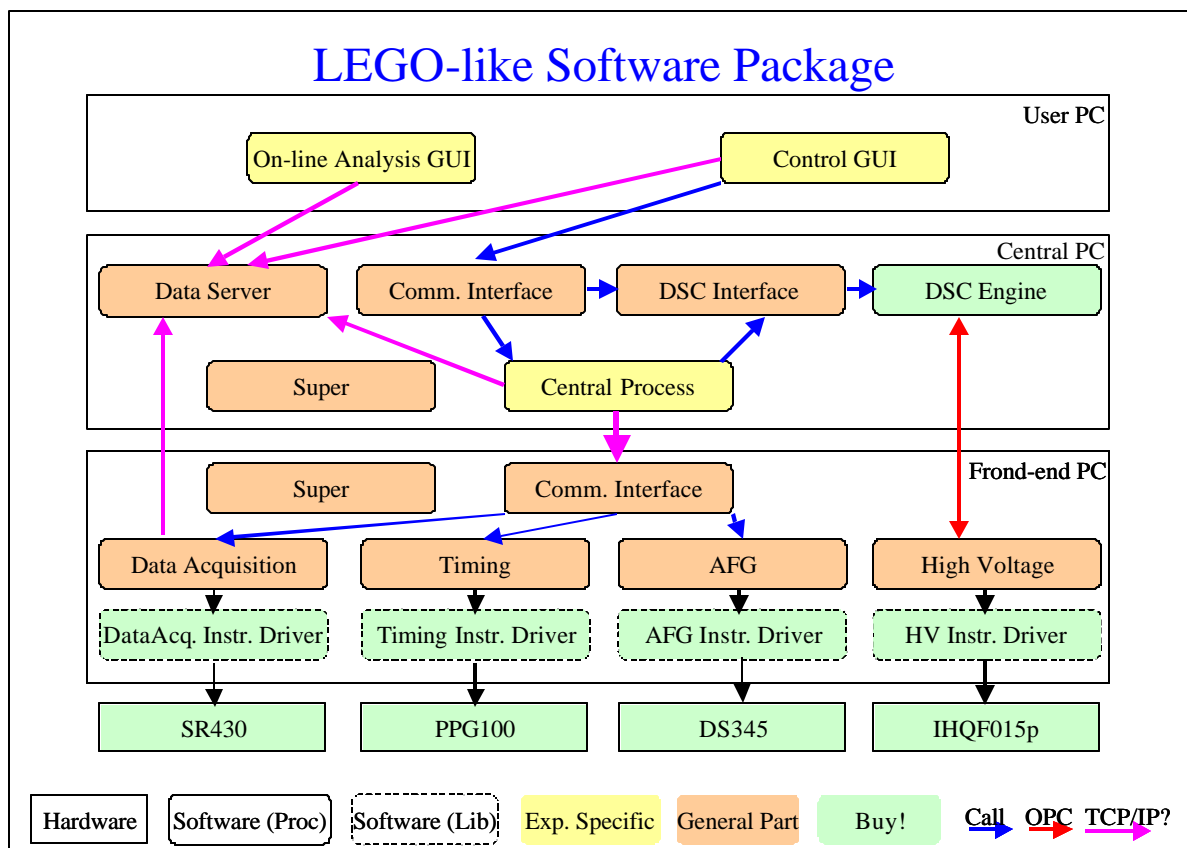 LEGO-like Software Package
User PC
On-line Analysis GUI
Control GUI
Central PC
Data Server
Comm. Interface
DSC Interface
DSC Engine
Super
Central Process
Frond-end PC
Super
Comm. Interface
Data Acquisition
Timing
AFG
High Voltage
DataAcq. Instr. Driver
Timing Instr. Driver
AFG Instr. Driver
HV Instr. Driver
SR430
PPG100
DS345
IHQF015p
Hardware
Software (Proc)
Software (Lib)
Exp. Specific
General Part
Buy!
Call
OPC
TCP/IP?